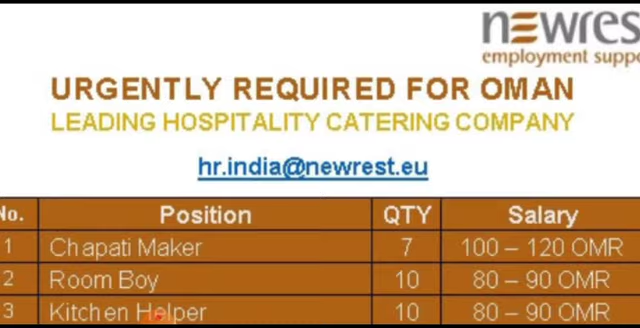 newres
employment suppo
URGENTLY REQUIRED FOR OMAN
LEADING HOSPITALITY CATERING COMPANY
hr.india@newrest.eu
No. Position QTY Salary
1 Chapati Maker 7 100 – 120 OMR
2 Room Boy 10 80 – 90 OMR
3 Kitchen Helper 10 80 – 90 OMR